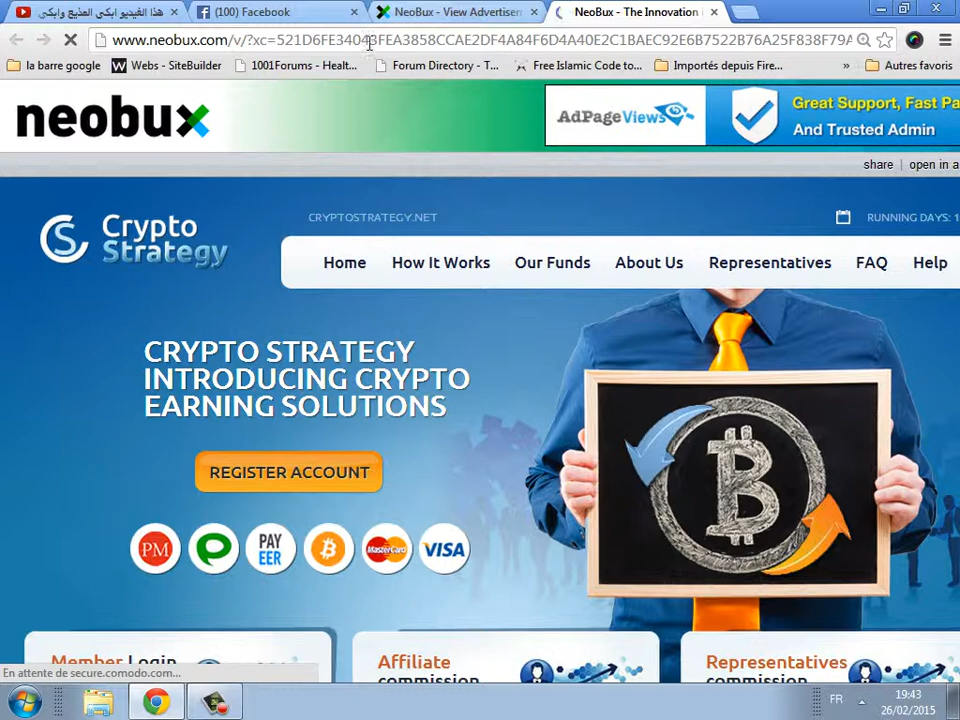 هذا الفيديو ابكى المذيع وابكى
(100) Facebook
NeoBux - View Advertisem
NeoBux - The Innovation i
www.neobux.com/v/?xc=521D6FE34043FEA3858CCAE2DF4A84F6D4A40E2C1BAEC92E6B7522B76A25F838F79A
la barre google
Webs - SiteBuilder
1001Forums - Healt...
Forum Directory - T...
Free Islamic Code to...
Importés depuis Fire...
»
Autres favoris
neobux
AdPageViews
Great Support, Fast Pa
And Trusted Admin
share | open in a
Crypto
Strategy
CRYPTOSTRATEGY.NET
RUNNING DAYS: 1
Home
How It Works
Our Funds
About Us
Representatives
FAQ
Help
CRYPTO STRATEGY
INTRODUCING CRYPTO
EARNING SOLUTIONS
REGISTER ACCOUNT
PM
PAY
EER
MasterCard
VISA
Member Login
Affiliate
commission
Representatives
commission
En attente de secure.comodo.com...
FR
19:43
26/02/2015